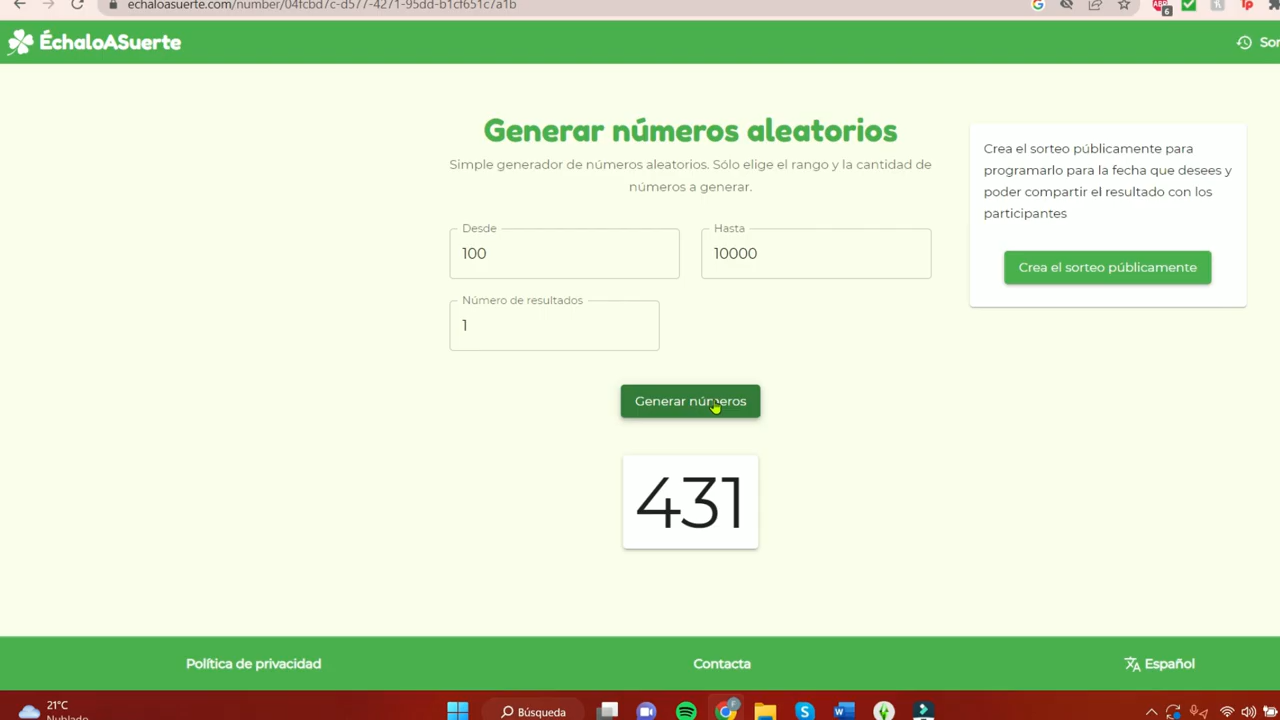 echaloasuerte.com/number/04fcbd7c-d577-4271-95dd-b1cf651c7a1b
6
ÉchaloASuerte
Generar números aleatorios
Simple generador de números aleatorios. Sólo elige el rango y la cantidad de
números a generar.
Desde
100
Hasta
10000
Número de resultados
1
Generar números
431
Crea el sorteo públicamente para
programarlo para la fecha que desees y
poder compartir el resultado con los
participantes
Crea el sorteo públicamente
Política de privacidad
Contacta
Español
21°C
Nublado
Búsqueda